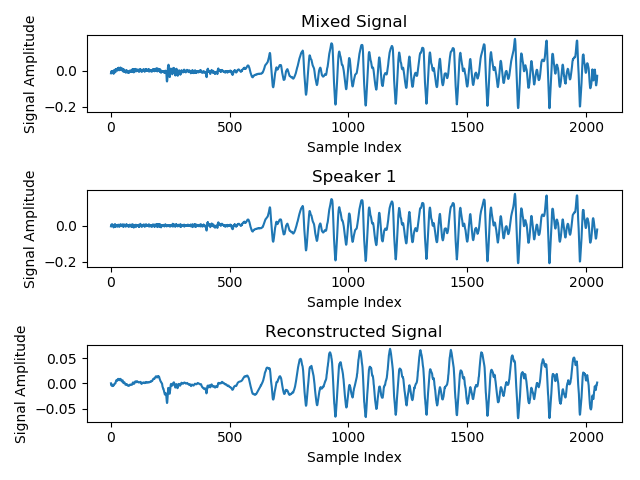 Mixed Signal
Signal Amplitude
0.0
−0.2
0 500 1000 1500 2000
Sample Index
Speaker 1
Signal Amplitude
0.0
−0.2
0 500 1000 1500 2000
Sample Index
Reconstructed Signal
Signal Amplitude
0.05
0.00
−0.05
0 500 1000 1500 2000
Sample Index